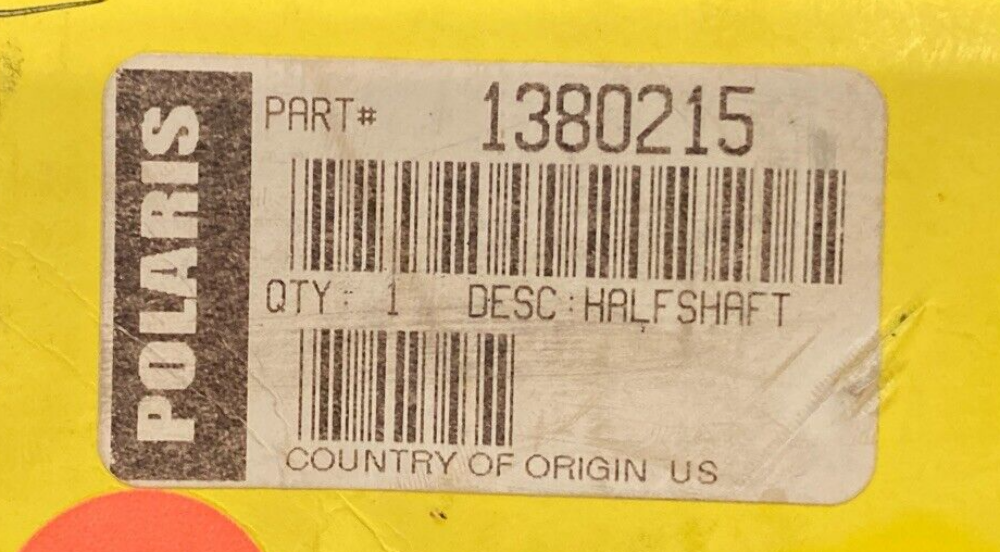 POLARIS
PART# 1380215
QTY: 1 DESC:HALFSHAFT
COUNTRY OF ORIGIN US